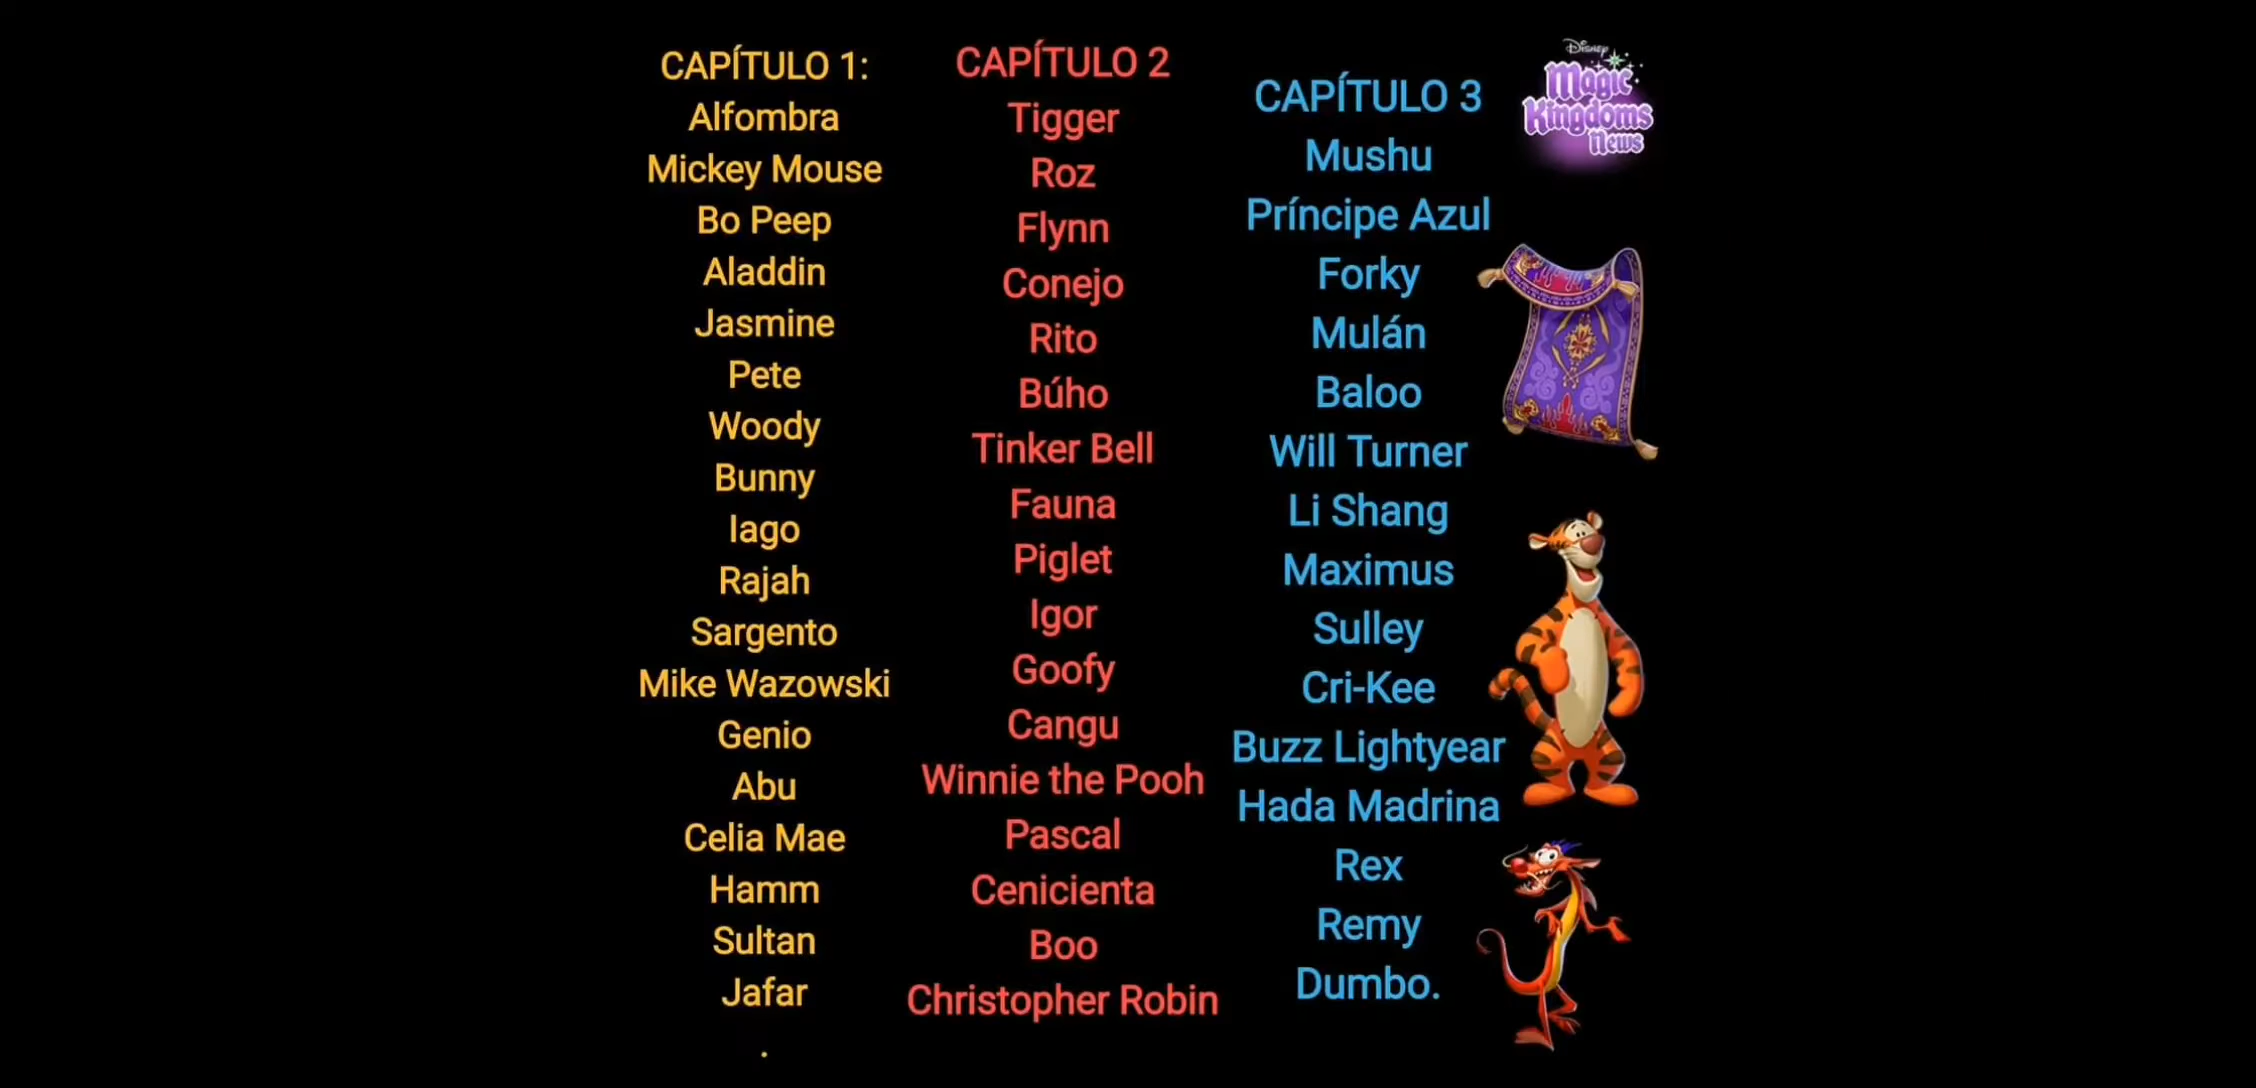 CAPÍTULO 1:
Alfombra
Mickey Mouse
Bo Peep
Aladdin
Jasmine
Pete
Woody
Bunny
Iago
Rajah
Sargento
Mike Wazowski
Genio
Abu
Celia Mae
Hamm
Sultan
Jafar
.
CAPÍTULO 2
Tigger
Roz
Flynn
Conejo
Rito
Búho
Tinker Bell
Fauna
Piglet
Igor
Goofy
Cangu
Winnie the Pooh
Pascal
Cenicienta
Boo
Christopher Robin
CAPÍTULO 3
Mushu
Príncipe Azul
Forky
Mulán
Baloo
Will Turner
Li Shang
Maximus
Sulley
Cri-Kee
Buzz Lightyear
Hada Madrina
Rex
Remy
Dumbo.
Disney
Magic
Kingdoms
News